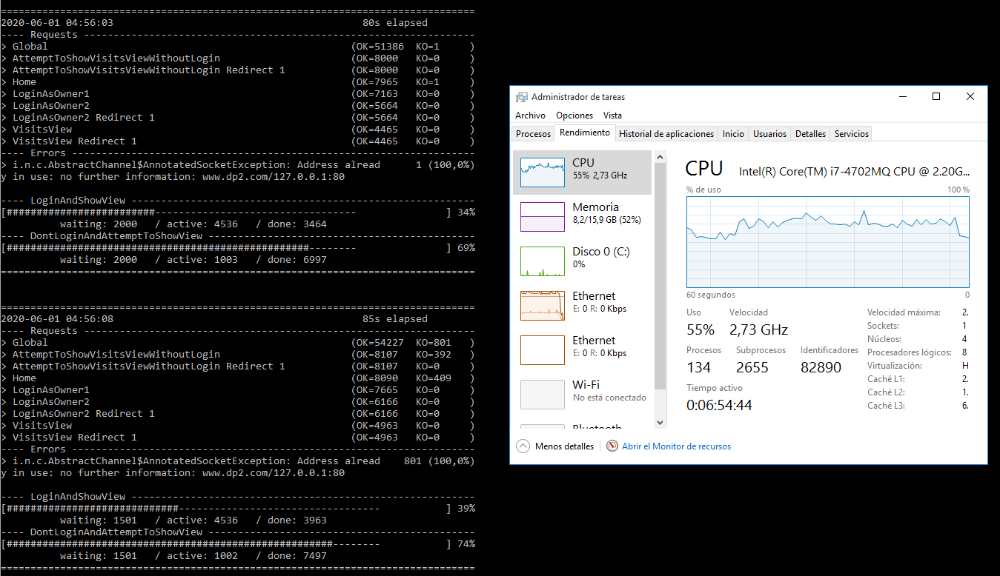 ================================================================================
2020-06-01 04:56:03                                          80s elapsed
---- Requests ------------------------------------------------------------------
> Global                                                   (OK=51386  KO=1     )
> AttemptToShowVisitsViewWithoutLogin                      (OK=8000   KO=0     )
> AttemptToShowVisitsViewWithoutLogin Redirect 1           (OK=8000   KO=0     )
> Home                                                     (OK=7965   KO=1     )
> LoginAsOwner1                                            (OK=7163   KO=0     )
> LoginAsOwner2                                            (OK=5664   KO=0     )
> LoginAsOwner2 Redirect 1                                 (OK=5664   KO=0     )
> VisitsView                                               (OK=4465   KO=0     )
> VisitsView Redirect 1                                    (OK=4465   KO=0     )
---- Errors --------------------------------------------------------------------
> i.n.c.AbstractChannel$AnnotatedSocketException: Address alread      1 (100,0%)
y in use: no further information: www.dp2.com/127.0.0.1:80
---- LoginAndShowView ----------------------------------------------------------
[#########################----------------------------------               ] 34%
          waiting: 2000   / active: 4536   / done: 3464
---- DontLoginAndAttemptToShowView ---------------------------------------------
[###################################################--------               ] 69%
          waiting: 2000   / active: 1003   / done: 6997
================================================================================
================================================================================
2020-06-01 04:56:08                                          85s elapsed
---- Requests ------------------------------------------------------------------
> Global                                                   (OK=54227  KO=801   )
> AttemptToShowVisitsViewWithoutLogin                      (OK=8107   KO=392   )
> AttemptToShowVisitsViewWithoutLogin Redirect 1           (OK=8107   KO=0     )
> Home                                                     (OK=8090   KO=409   )
> LoginAsOwner1                                            (OK=7665   KO=0     )
> LoginAsOwner2                                            (OK=6166   KO=0     )
> LoginAsOwner2 Redirect 1                                 (OK=6166   KO=0     )
> VisitsView                                               (OK=4963   KO=0     )
> VisitsView Redirect 1                                    (OK=4963   KO=0     )
---- Errors --------------------------------------------------------------------
> i.n.c.AbstractChannel$AnnotatedSocketException: Address alread    801 (100,0%)
y in use: no further information: www.dp2.com/127.0.0.1:80
---- LoginAndShowView ----------------------------------------------------------
[#############################----------------------------------           ] 39%
          waiting: 1501   / active: 4536   / done: 3963
---- DontLoginAndAttemptToShowView ---------------------------------------------
[#######################################################--------           ] 74%
          waiting: 1501   / active: 1002   / done: 7497
================================================================================
Administrador de tareas
Archivo Opciones Vista
Procesos Rendimiento Historial de aplicaciones Inicio Usuarios Detalles Servicios
CPU
55% 2,73 GHz
Memoria
8,2/15,9 GB (52%)
Disco 0 (C:)
0%
Ethernet
E: 0 R: 0 Kbps
Ethernet
E: 0 R: 0 Kbps
Wi-Fi
No está conectado
Bluetooth
CPU Intel(R) Core(TM) i7-4702MQ CPU @ 2.20G...
% de uso 100 %
60 segundos 0
Uso Velocidad
55% 2,73 GHz
Procesos Subprocesos Identificadores
134 2655 82890
Tiempo activo
0:06:54:44
Velocidad máxima: 2.
Sockets: 1
Núcleos: 4
Procesadores lógicos: 8
Virtualización: H
Caché L1: 2.
Caché L2: 1.
Caché L3: 6.
Menos detalles Abrir el Monitor de recursos